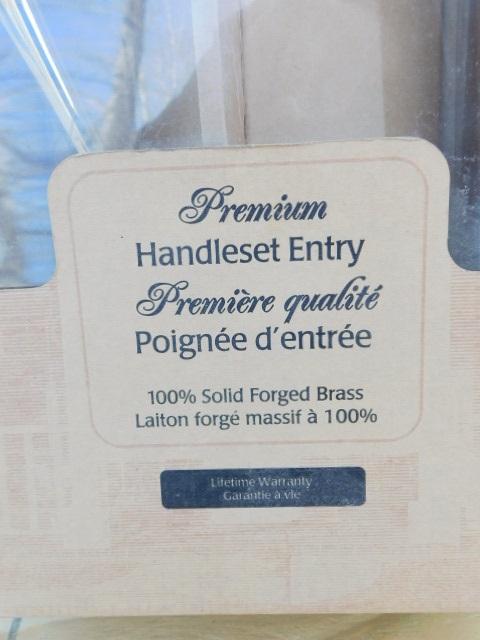 Premium
Handleset Entry
Première qualité
Poignée d'entrée
100% Solid Forged Brass
Laiton forgé massif à 100%
Lifetime Warranty
Garantie à vie